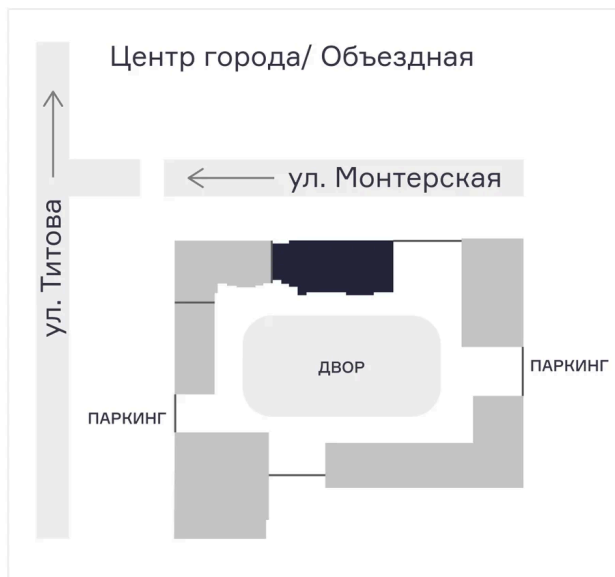 Центр города/ Объездная
ул. Монтерская
ул. Титова
ДВОР
ПАРКИНГ
ПАРКИНГ